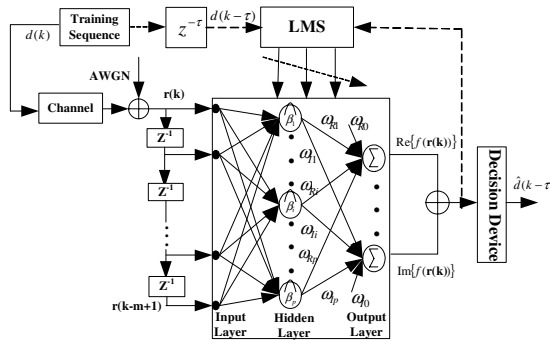 d(k)
Training
Sequence
z^{-τ}
d(k−τ)
LMS
AWGN
Channel
r(k)
Z^{-1}
Z^{-1}
Z^{-1}
r(k-m+1)
β_1
β_i
β_p
ω_{R1}
ω_{R0}
ω_{I1}
ω_{Ri}
ω_{Ii}
ω_{Rp}
ω_{Ip}
ω_{I0}
Σ
Σ
Re{f(r(k))}
Im{f(r(k))}
Decision Device
d̂(k−τ
Input
Layer
Hidden
Layer
Output
Layer